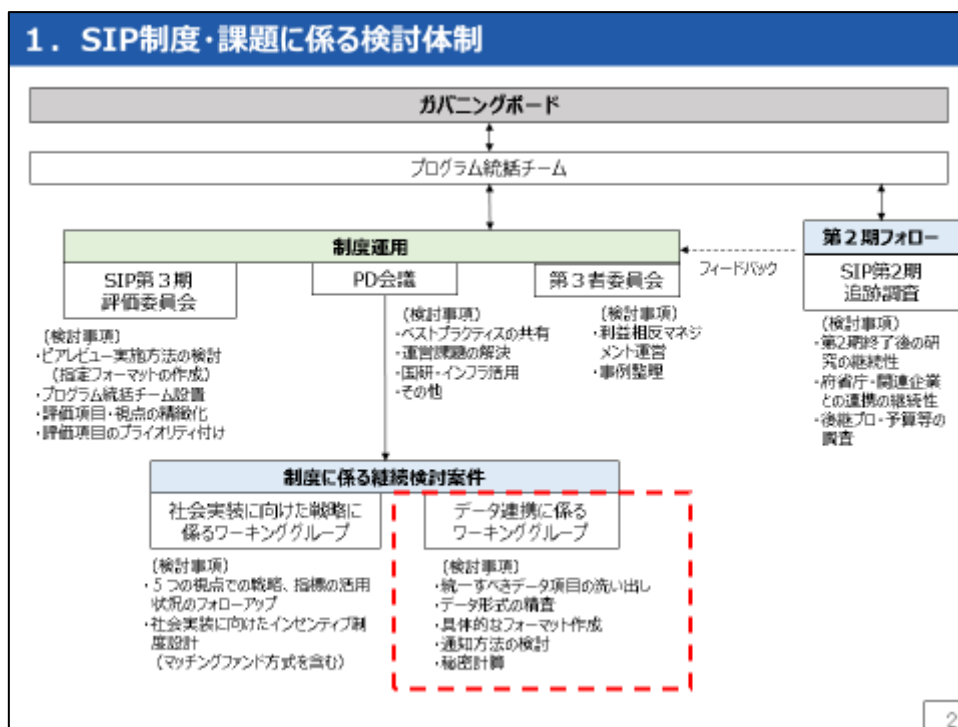 1．SIP制度・課題に係る検討体制
ガバニングボード
プログラム統括チーム
制度運用
SIP第３期
評価委員会
（検討事項）
・ピアレビュー実施方法の検討
（指定フォーマットの作成）
・プログラム統括チーム設置
・評価項目・視点の精緻化
・評価項目のプライオリティ付け
PD会議
（検討事項）
・ベストプラクティスの共有
・運営課題の解決
・国研・インフラ活用
・その他
第３者委員会
（検討事項）
・利益相反マネジ
メント運営
・事例整理
フィードバック
第２期フォロー
SIP第2期
追跡調査
（検討事項）
・第2期終了後の研
究の継続性
・府省庁・関連企業
との連携の継続性
・後継プロ・予算等の
調査
制度に係る継続検討案件
社会実装に向けた戦略に
係るワーキンググループ
（検討事項）
・５つの視点での戦略、指標の活用
状況のフォローアップ
・社会実装に向けたインセンティブ制
度設計
（マッチングファンド方式を含む）
データ連携に係る
ワーキンググループ
（検討事項）
・統一すべきデータ項目の洗い出し
・データ形式の精査
・具体的なフォーマット作成
・通知方法の検討
・秘密計算
2